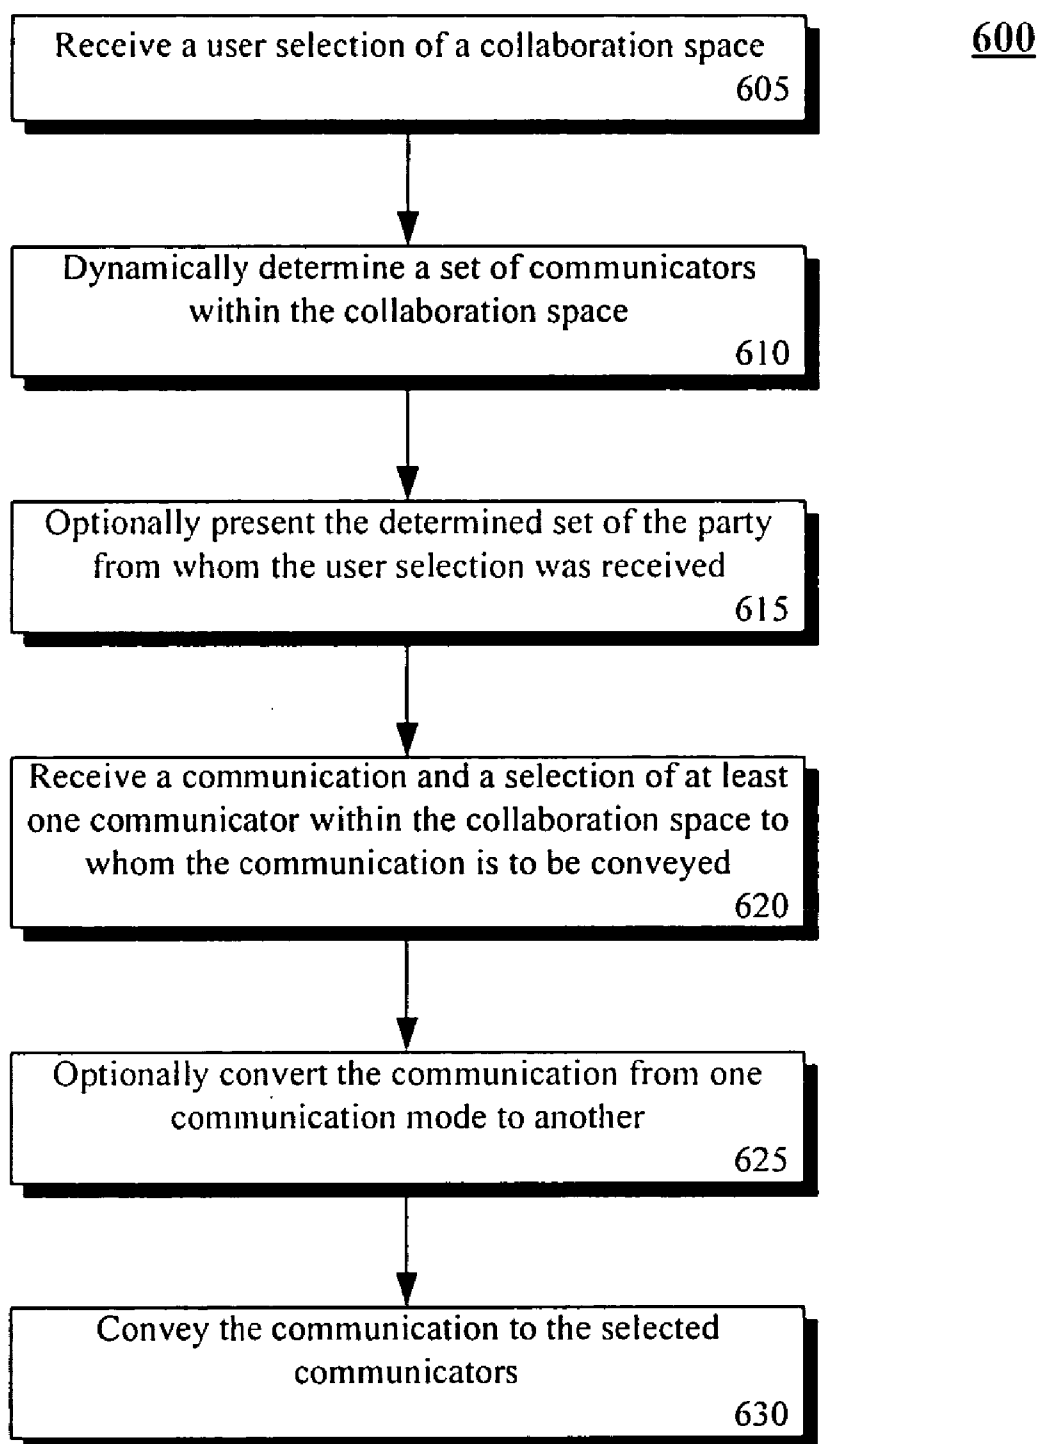 600
Receive a user selection of a collaboration space
605
Dynamically determine a set of communicators
within the collaboration space
610
Optionally present the determined set of the party
from whom the user selection was received
615
Receive a communication and a selection of at least
one communicator within the collaboration space to
whom the communication is to be conveyed
620
Optionally convert the communication from one
communication mode to another
625
Convey the communication to the selected
communicators
630